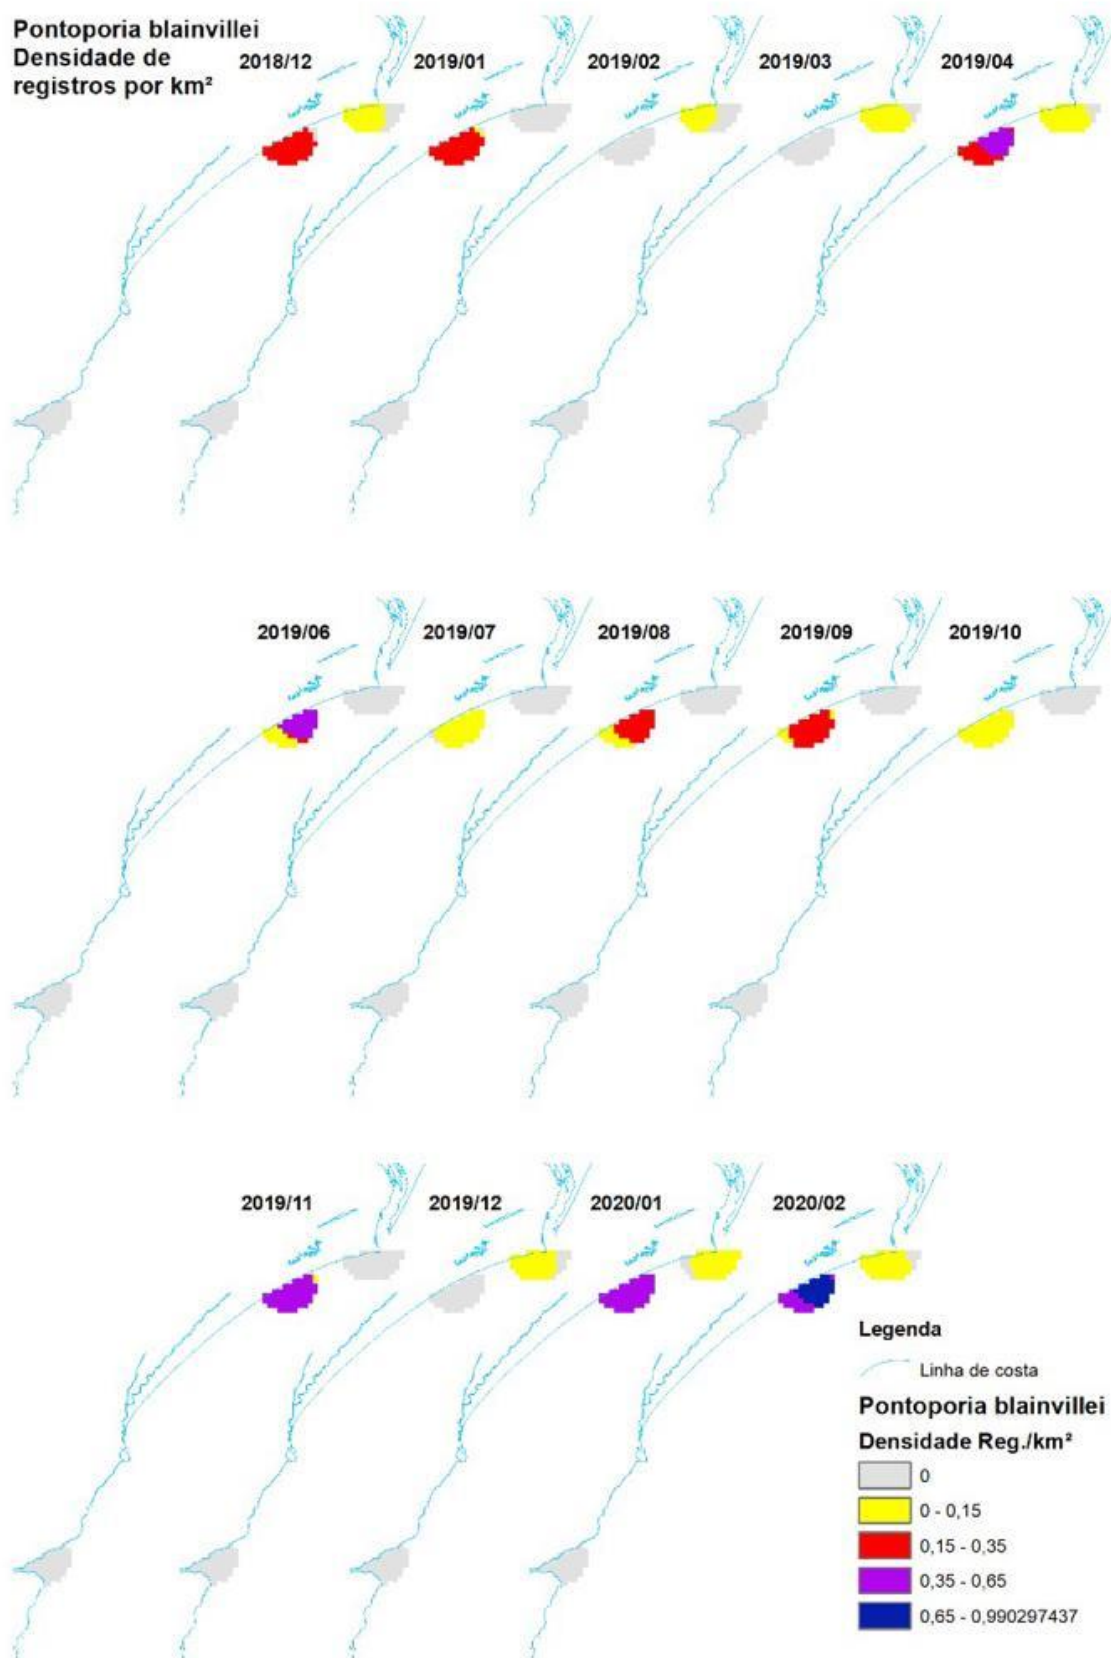 Pontoporia blainvillei
Densidade de
registros por km²
2018/12
2019/01
2019/02
2019/03
2019/04
2019/06
2019/07
2019/08
2019/09
2019/10
2019/11
2019/12
2020/01
2020/02
Legenda
Linha de costa
Pontoporia blainvillei
Densidade Reg./km²
0
0 - 0,15
0,15 - 0,35
0,35 - 0,65
0,65 - 0,990297437